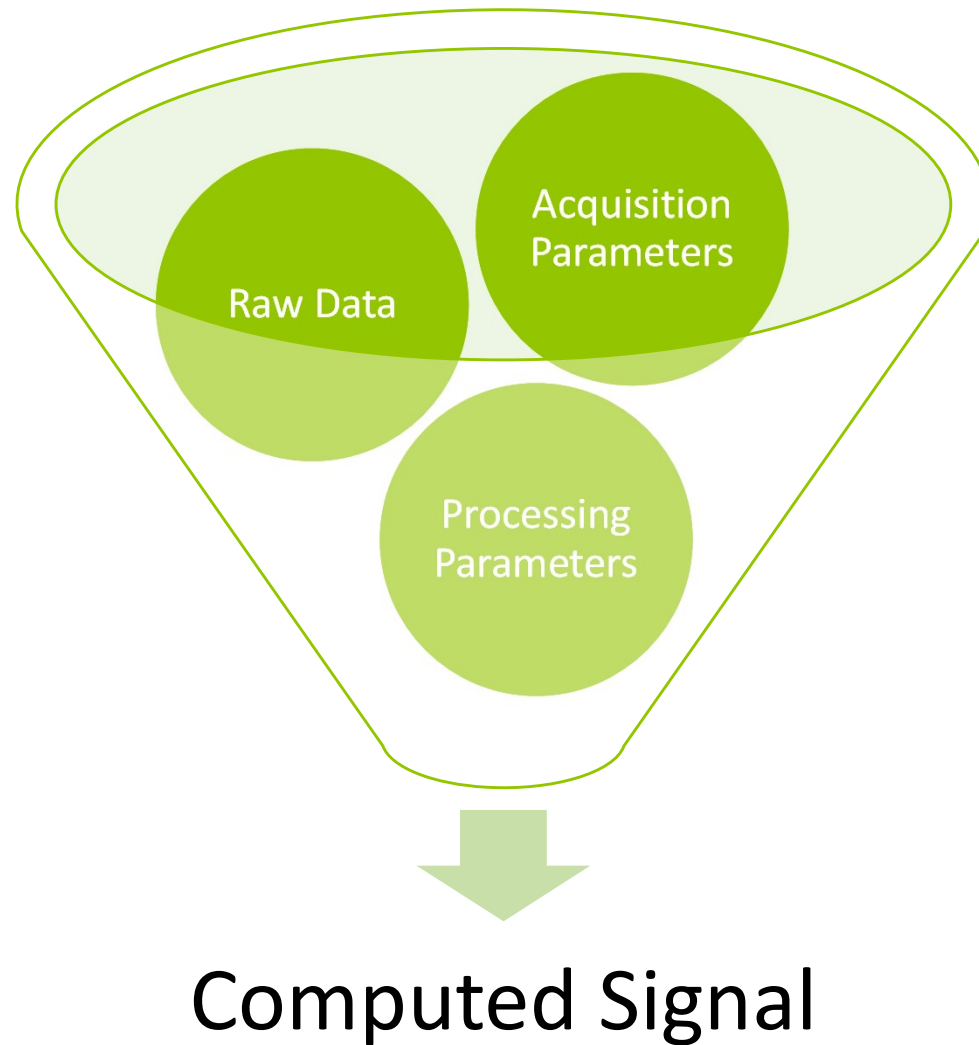 Acquisition
Parameters
Raw Data
Processing
Parameters
Computed Signal